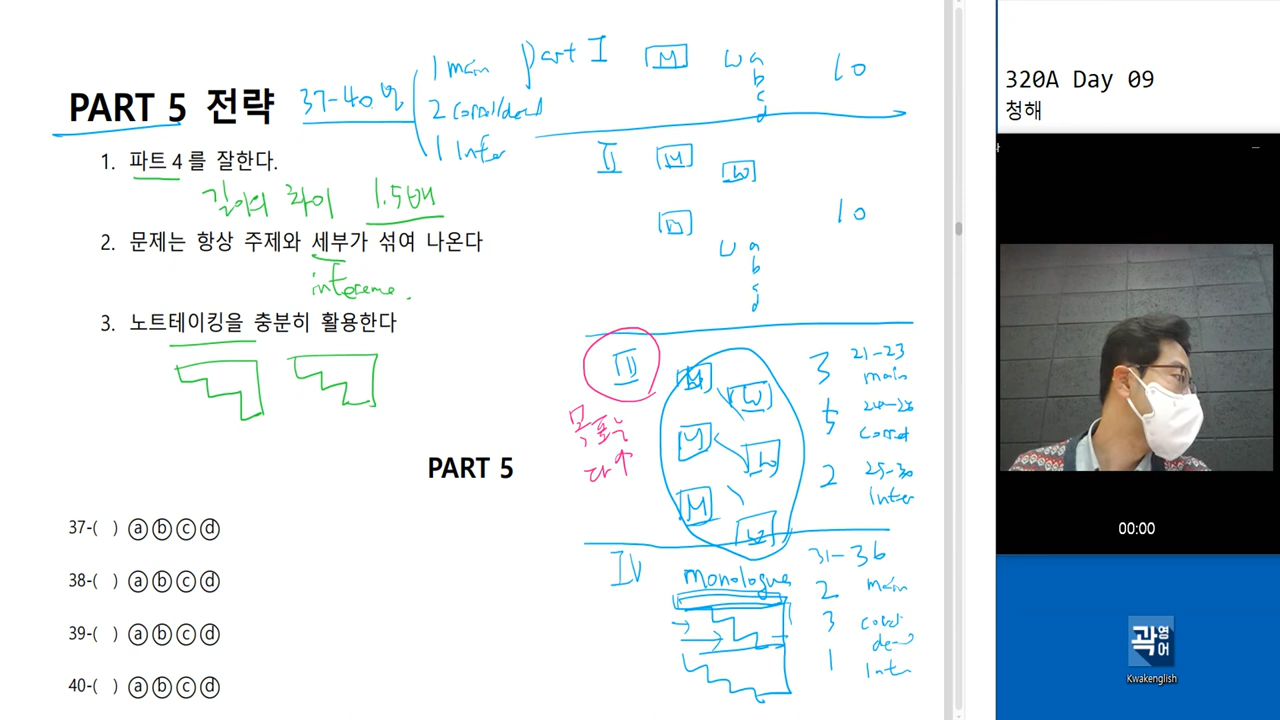 320A Day 09
청해
part I M W a 10
b
c
d
PART 5 전략 37-40번
1 main
2 correct/detail
1 Infer
1. 파트 4 를 잘한다.
길이의 차이 1.5배
2. 문제는 항상 주제와 세부가 섞여 나온다
inference.
3. 노트테이킹을 충분히 활용한다
II M W
M 10
W a
b
c
d
M W 3 21-23
main
5
M W correct
2 25-30
Infer
M W
IV monologue 31-36
2 main
3
1 Infer
PART 5
37-( ) ⓐⓑⓒⓓ
38-( ) ⓐⓑⓒⓓ
39-( ) ⓐⓑⓒⓓ
40-( ) ⓐⓑⓒⓓ
00:00
곽영어
Kwakenglish